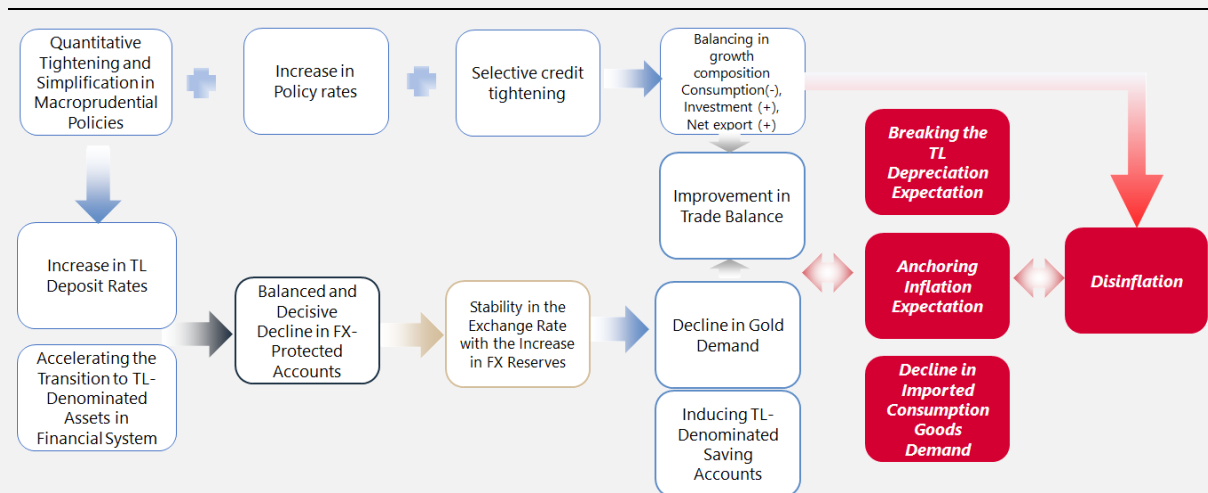 Quantitative
Tightening and
Simplification in
Macroprudential
Policies
Increase in
Policy rates
Selective credit
tightening
Balancing in
growth
composition
Consumption(-),
Investment (+),
Net export (+)
Breaking the
TL
Depreciation
Expectation
Improvement in
Trade Balance
Increase in TL
Deposit Rates
Balanced and
Decisive
Decline in FX-
Protected
Accounts
Stability in the
Exchange Rate
with the Increase
in FX Reserves
Decline in Gold
Demand
Anchoring
Inflation
Expectation
Disinflation
Accelerating the
Transition to TL-
Denominated
Assets in
Financial System
Inducing TL-
Denominated
Saving
Accounts
Decline in
Imported
Consumption
Goods
Demand